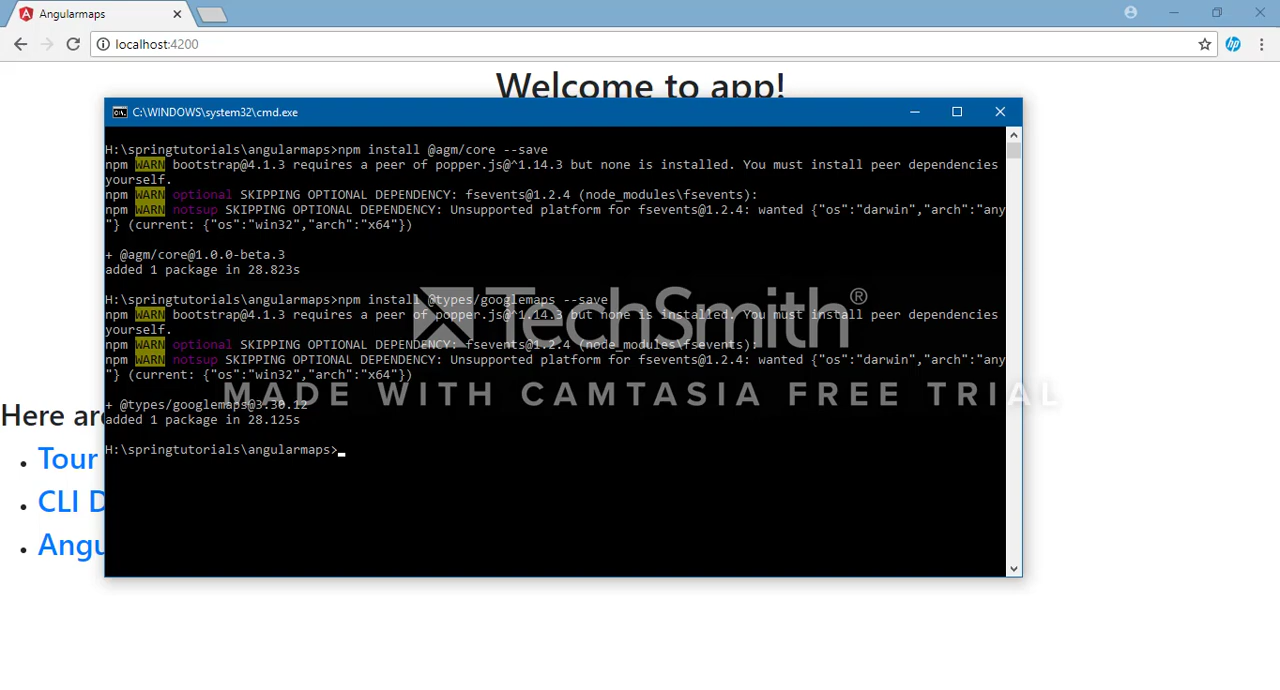 Angularmaps
localhost:4200
Welcome to app!
C:\WINDOWS\system32\cmd.exe
H:\springtutorials\angularmaps>npm install @agm/core --save
npm WARN bootstrap@4.1.3 requires a peer of popper.js@^1.14.3 but none is installed. You must install peer dependencies
yourself.
npm WARN optional SKIPPING OPTIONAL DEPENDENCY: fsevents@1.2.4 (node_modules\fsevents):
npm WARN notsup SKIPPING OPTIONAL DEPENDENCY: Unsupported platform for fsevents@1.2.4: wanted {"os":"darwin","arch":"any
"} (current: {"os":"win32","arch":"x64"})
+ @agm/core@1.0.0-beta.3
added 1 package in 28.823s
H:\springtutorials\angularmaps>npm install @types/googlemaps --save
npm WARN bootstrap@4.1.3 requires a peer of popper.js@^1.14.3 but none is installed. You must install peer dependencies
yourself.
npm WARN optional SKIPPING OPTIONAL DEPENDENCY: fsevents@1.2.4 (node_modules\fsevents):
npm WARN notsup SKIPPING OPTIONAL DEPENDENCY: Unsupported platform for fsevents@1.2.4: wanted {"os":"darwin","arch":"any
"} (current: {"os":"win32","arch":"x64"})
+ @types/googlemaps@3.30.12
added 1 package in 28.125s
H:\springtutorials\angularmaps>
TechSmith®
MADE WITH CAMTASIA FREE TRIAL
Here are
Tour
CLI D
Angu
hp